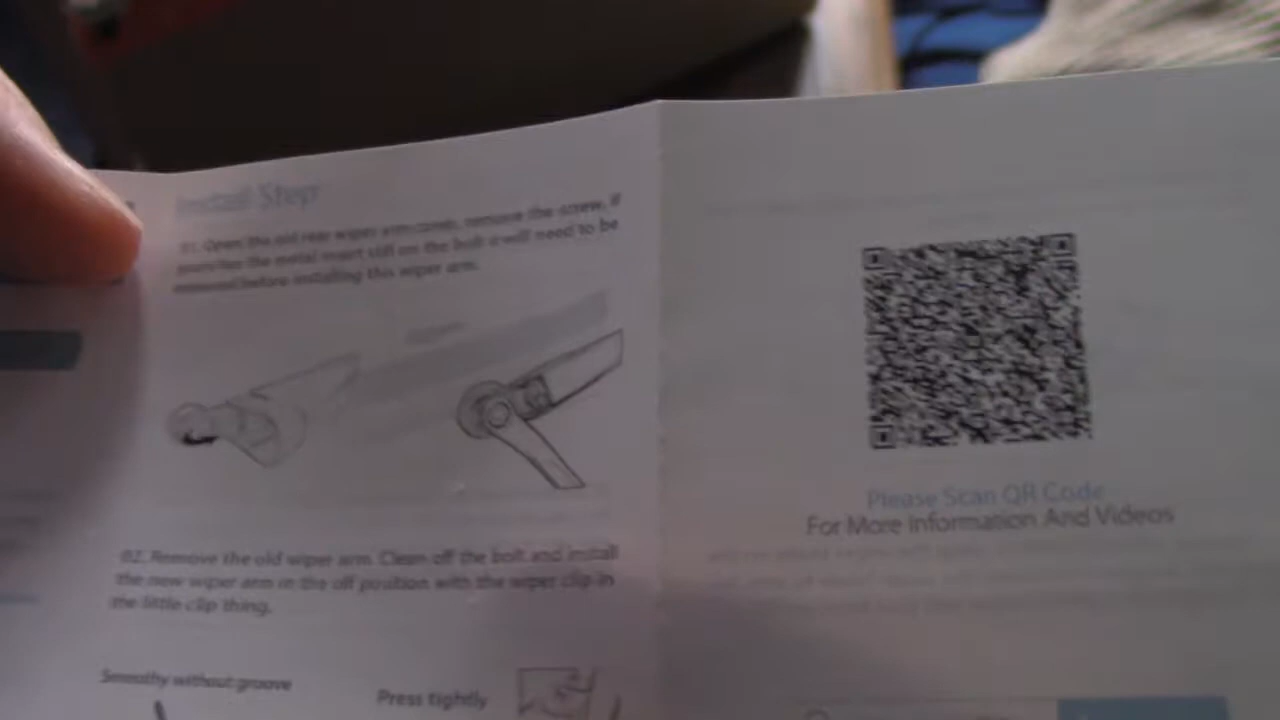 Install Step
01. Open the old rear wiper arm cover, remove the screw, if
the metal insert still on the bolt it will need to be
removed before installing this wiper arm.
02. Remove the old wiper arm. Clean off the bolt and install
the new wiper arm in the off position with the wiper clip in
the little clip thing.
Smoothy without groove
Press tightly
Please Scan QR Code
For More Information And Videos